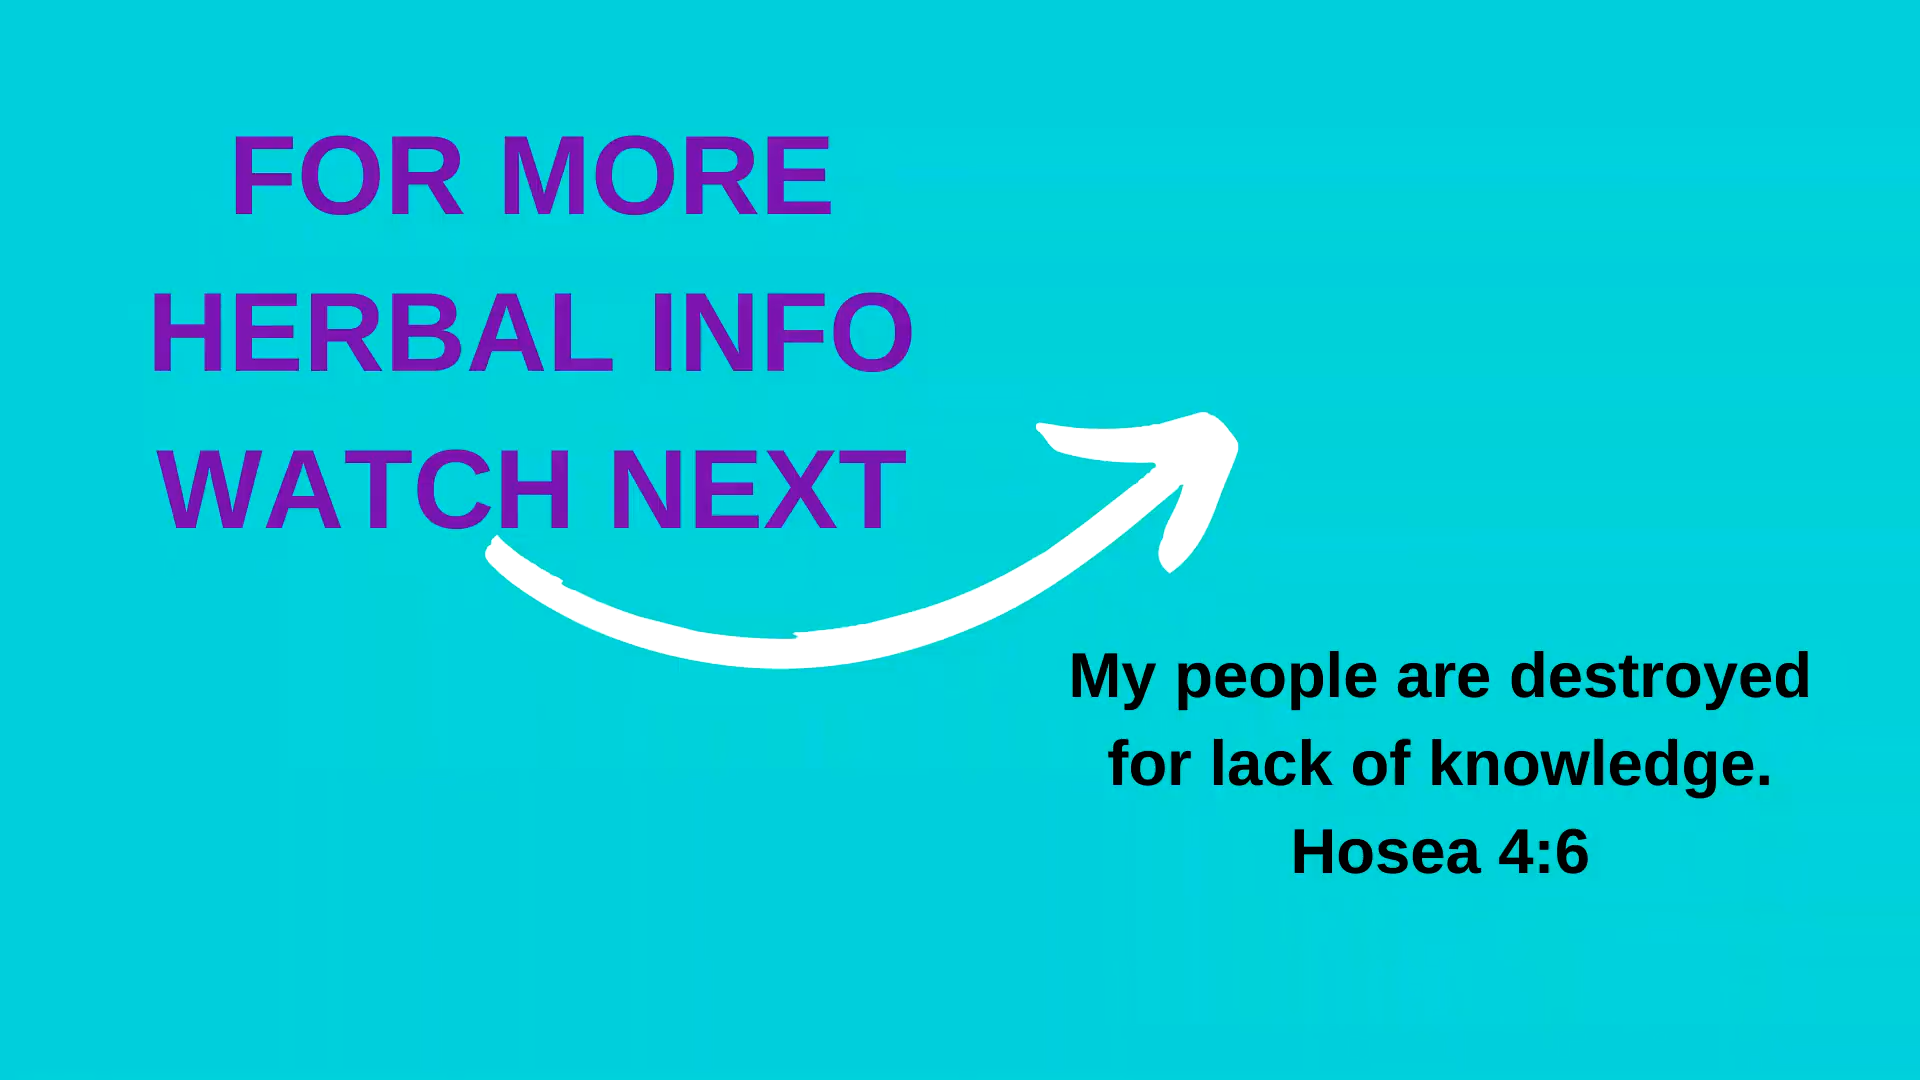 FOR MORE
HERBAL INFO
WATCH NEXT
My people are destroyed
for lack of knowledge.
Hosea 4:6